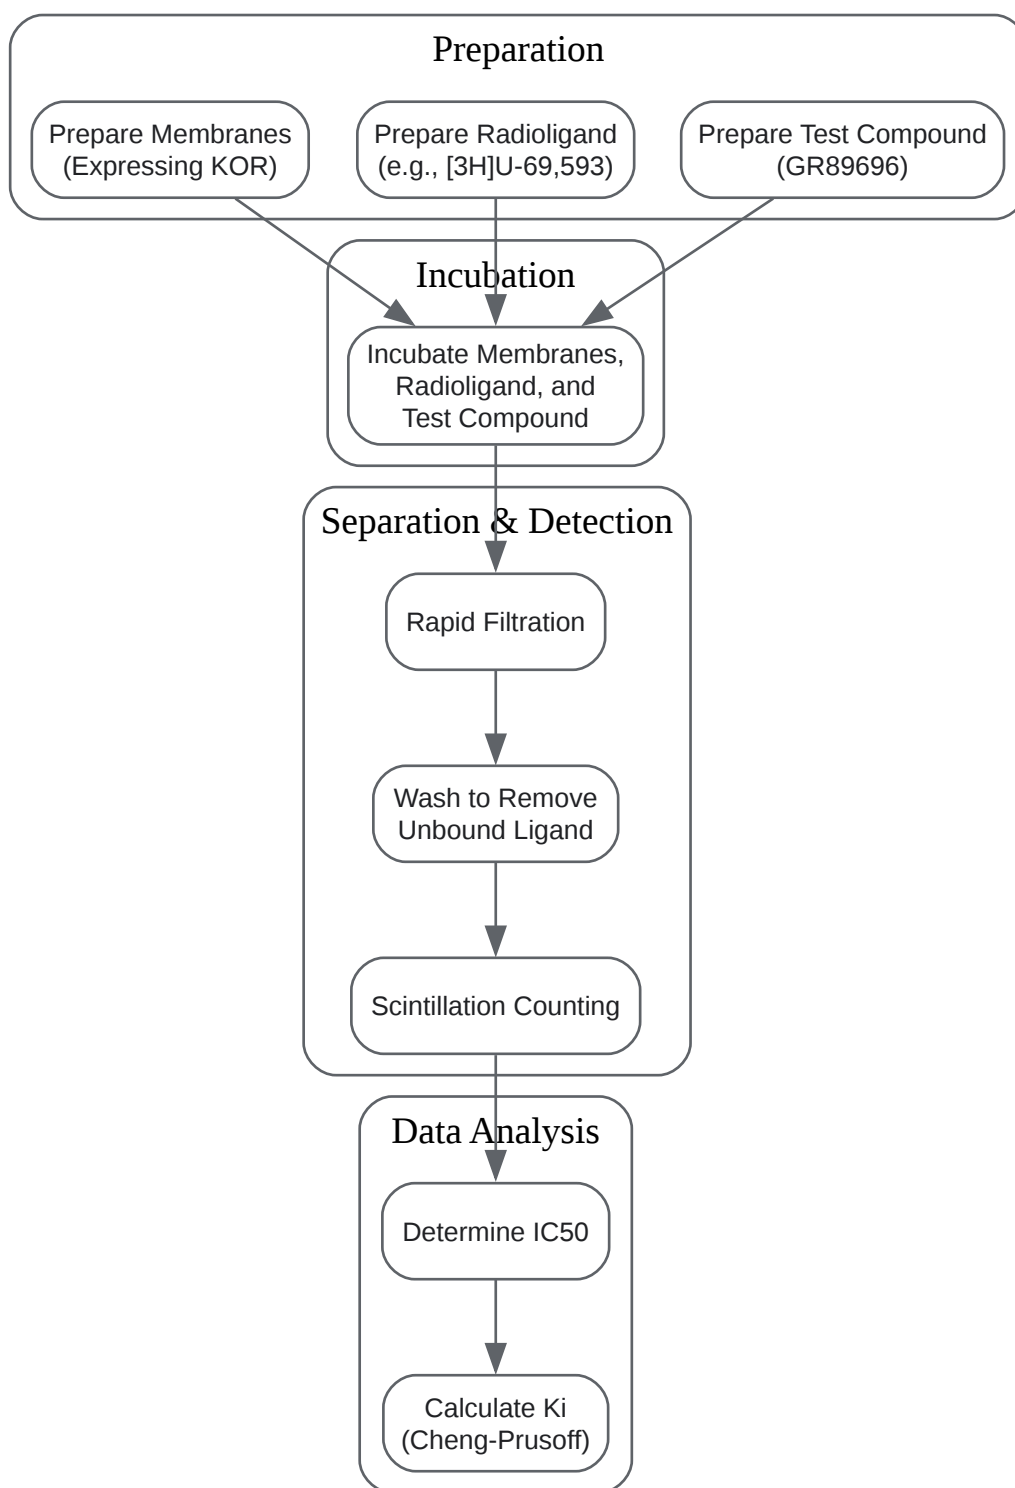 Preparation
Prepare Membranes
(Expressing KOR)
Prepare Radioligand
(e.g., [3H]U-69,593)
Prepare Test Compound
(GR89696)
Incubation
Incubate Membranes,
Radioligand, and
Test Compound
Separation & Detection
Rapid Filtration
Wash to Remove
Unbound Ligand
Scintillation Counting
Data Analysis
Determine IC50
Calculate Ki
(Cheng-Prusoff)